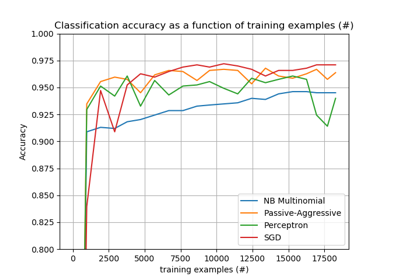 Classification accuracy as a function of training examples (#)
1.000
0.975
0.950
0.925
0.900
0.875
0.850
0.825
0.800
Accuracy
NB Multinomial
Passive-Aggressive
Perceptron
SGD
0 2500 5000 7500 10000 12500 15000 17500
training examples (#)